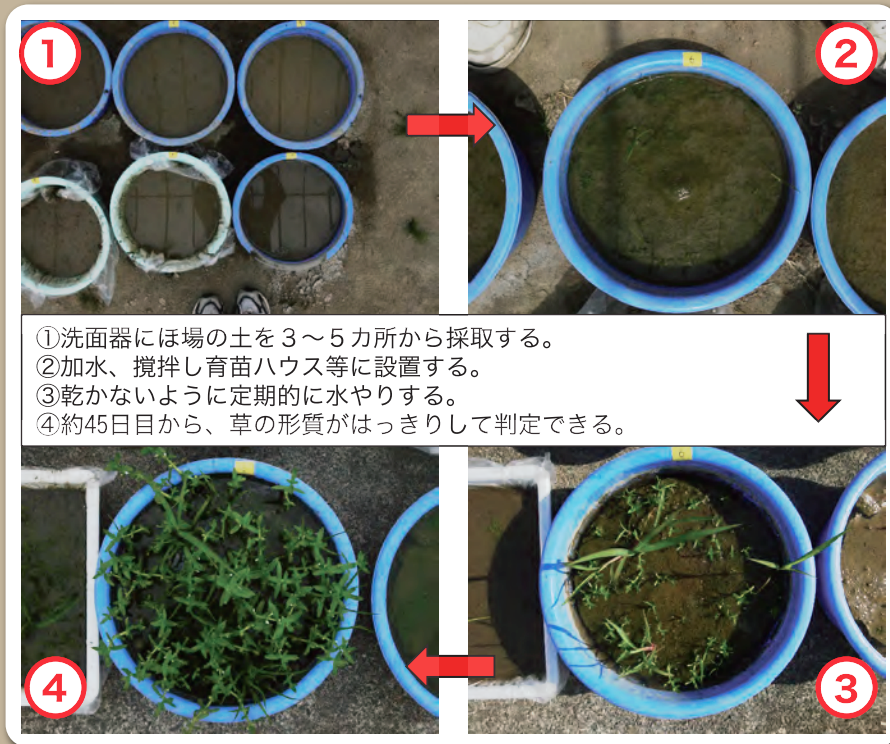 ①
②
①洗面器にほ場の土を3〜5カ所から採取する。
②加水、撹拌し育苗ハウス等に設置する。
③乾かないように定期的に水やりする。
④約45日目から、草の形質がはっきりして判定できる。
④
③